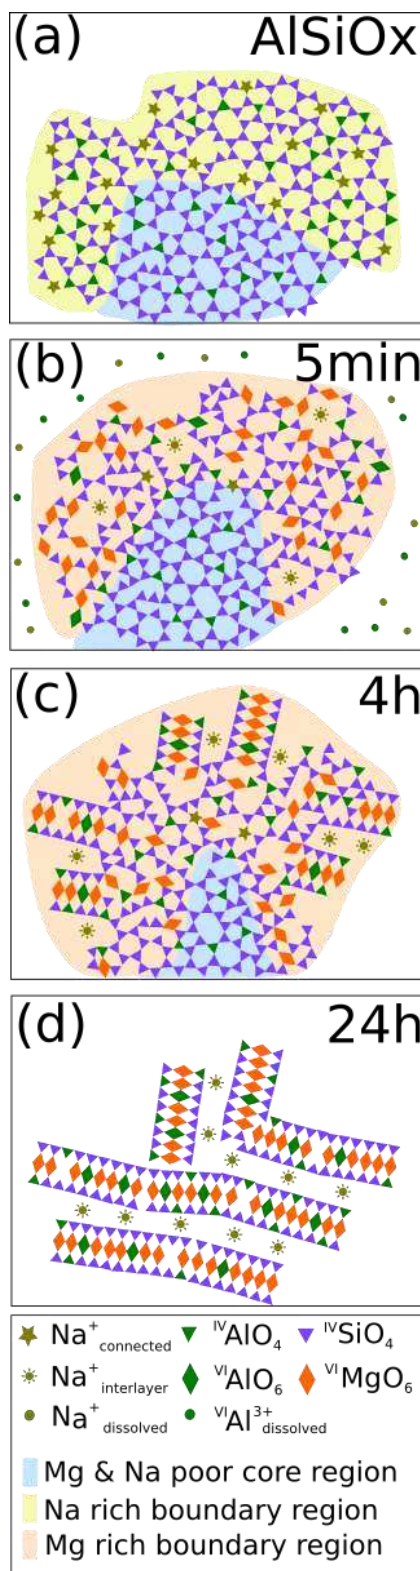 (a) AlSiOx
(b) 5min
(c) 4h
(d) 24h
Na⁺connected IVAlO₄ IVSiO₄
Na⁺interlayer VIAlO₆ VIMgO₆
Na⁺dissolved VIAl³⁺dissolved
Mg & Na poor core region
Na rich boundary region
Mg rich boundary region